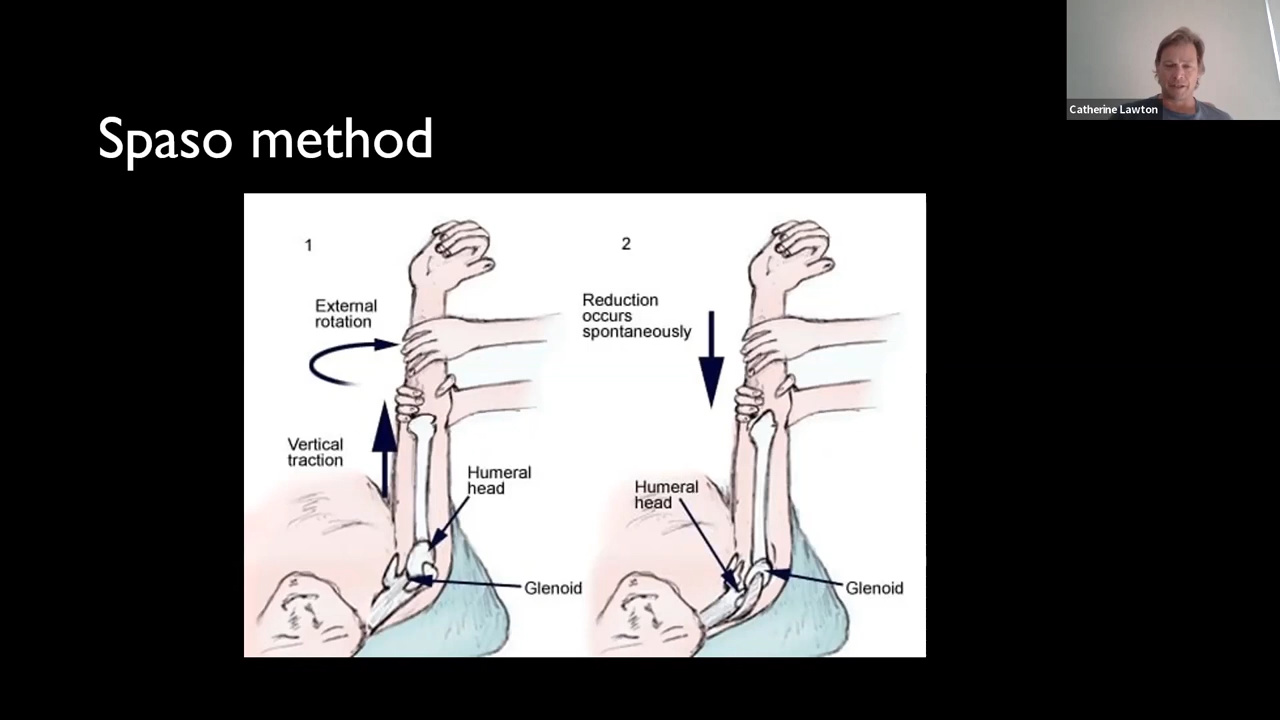 Catherine Lawton
Spaso method
1
External
rotation
Vertical
traction
Humeral
head
Glenoid
2
Reduction
occurs
spontaneously
Humeral
head
Glenoid